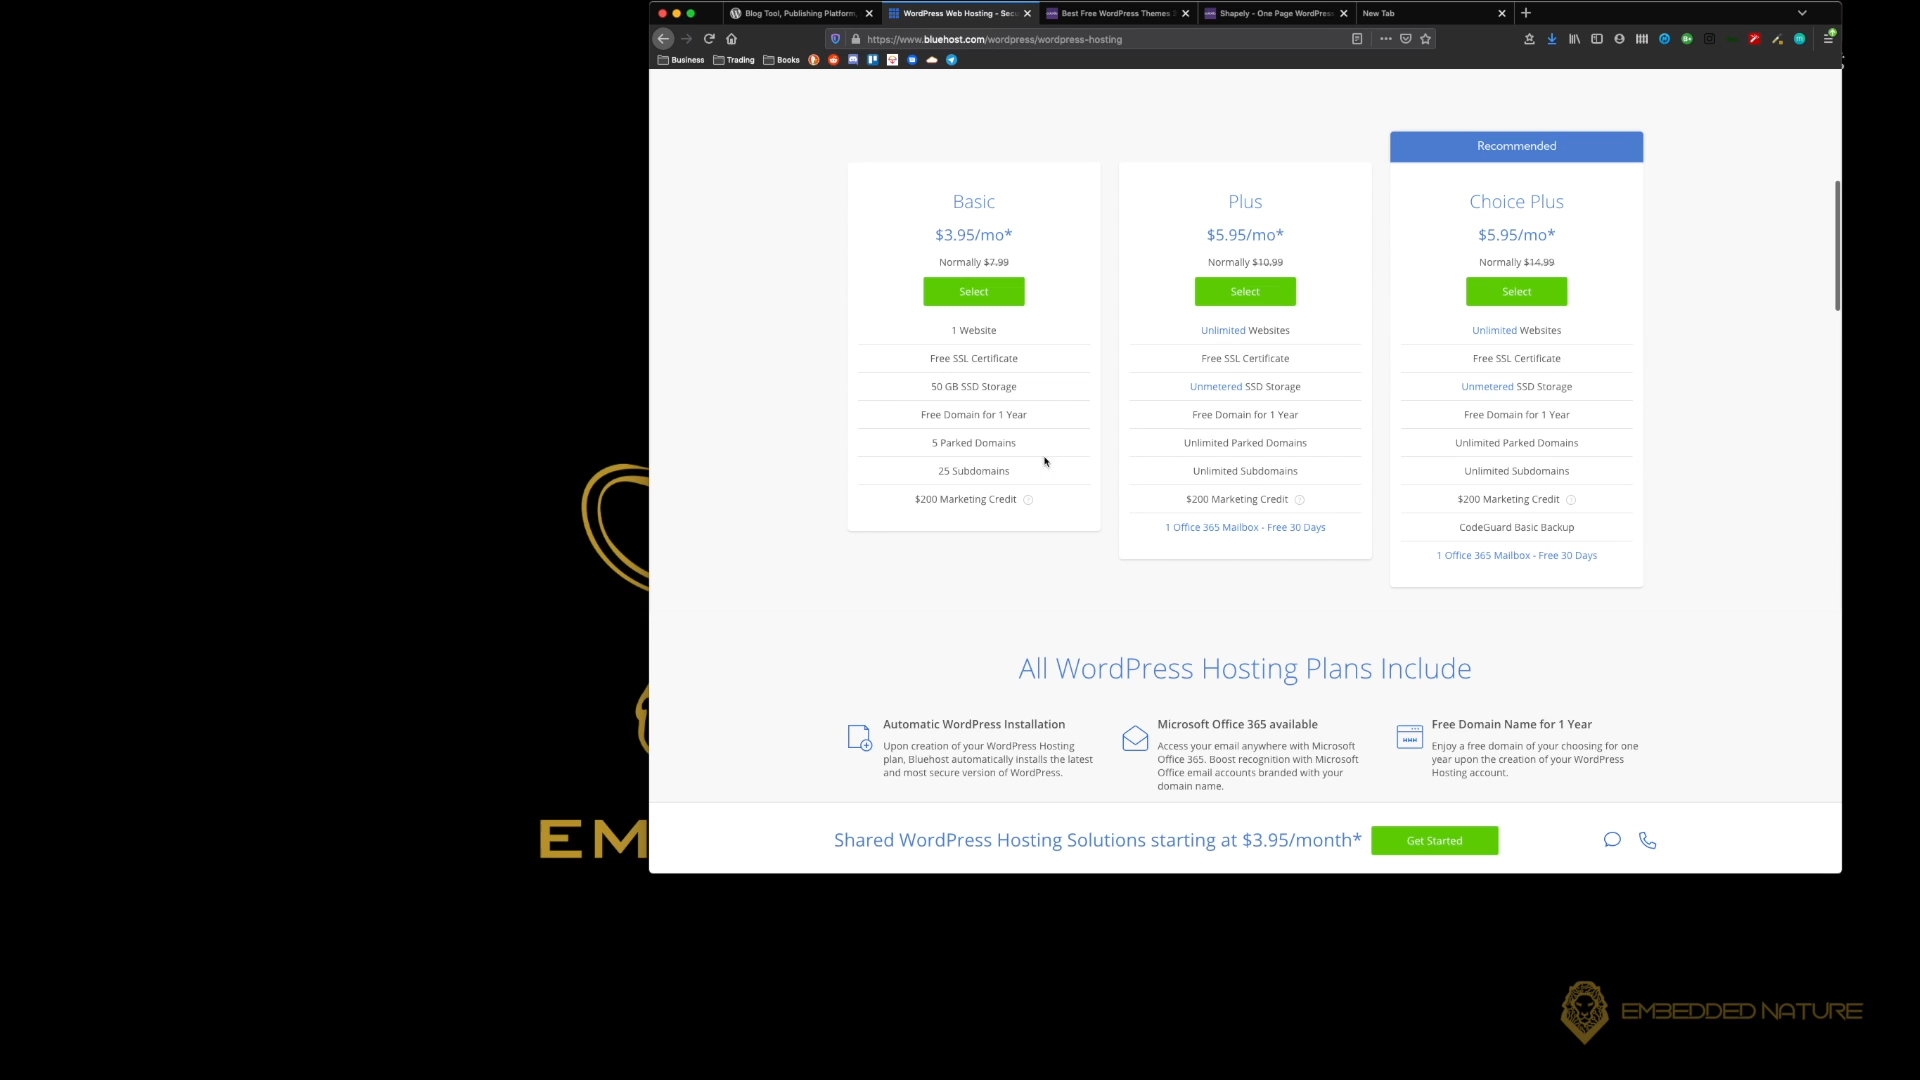 Blog Tool, Publishing Platform,
WordPress Web Hosting - Secu
Best Free WordPress Themes
Shapely - One Page WordPress
New Tab
https://www.bluehost.com/wordpress/wordpress-hosting
Business
Trading
Books
Recommended
Basic
$3.95/mo*
Normally $7.99
Select
1 Website
Free SSL Certificate
50 GB SSD Storage
Free Domain for 1 Year
5 Parked Domains
25 Subdomains
$200 Marketing Credit
Plus
$5.95/mo*
Normally $10.99
Select
Unlimited Websites
Free SSL Certificate
Unmetered SSD Storage
Free Domain for 1 Year
Unlimited Parked Domains
Unlimited Subdomains
$200 Marketing Credit
1 Office 365 Mailbox - Free 30 Days
Choice Plus
$5.95/mo*
Normally $14.99
Select
Unlimited Websites
Free SSL Certificate
Unmetered SSD Storage
Free Domain for 1 Year
Unlimited Parked Domains
Unlimited Subdomains
$200 Marketing Credit
CodeGuard Basic Backup
1 Office 365 Mailbox - Free 30 Days
All WordPress Hosting Plans Include
Automatic WordPress Installation
Upon creation of your WordPress Hosting
plan, Bluehost automatically installs the latest
and most secure version of WordPress.
Microsoft Office 365 available
Access your email anywhere with Microsoft
Office 365. Boost recognition with Microsoft
Office email accounts branded with your
domain name.
WWW
Free Domain Name for 1 Year
Enjoy a free domain of your choosing for one
year upon the creation of your WordPress
Hosting account.
Shared WordPress Hosting Solutions starting at $3.95/month*
Get Started
EM
EMBEDDED NATURE